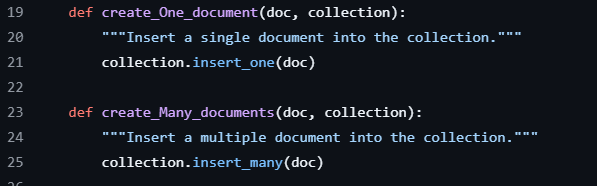 19 def create_One_document(doc, collection):
20 """Insert a single document into the collection."""
21 collection.insert_one(doc)
22
23 def create_Many_documents(doc, collection):
24 """Insert a multiple document into the collection."""
25 collection.insert_many(doc)
26